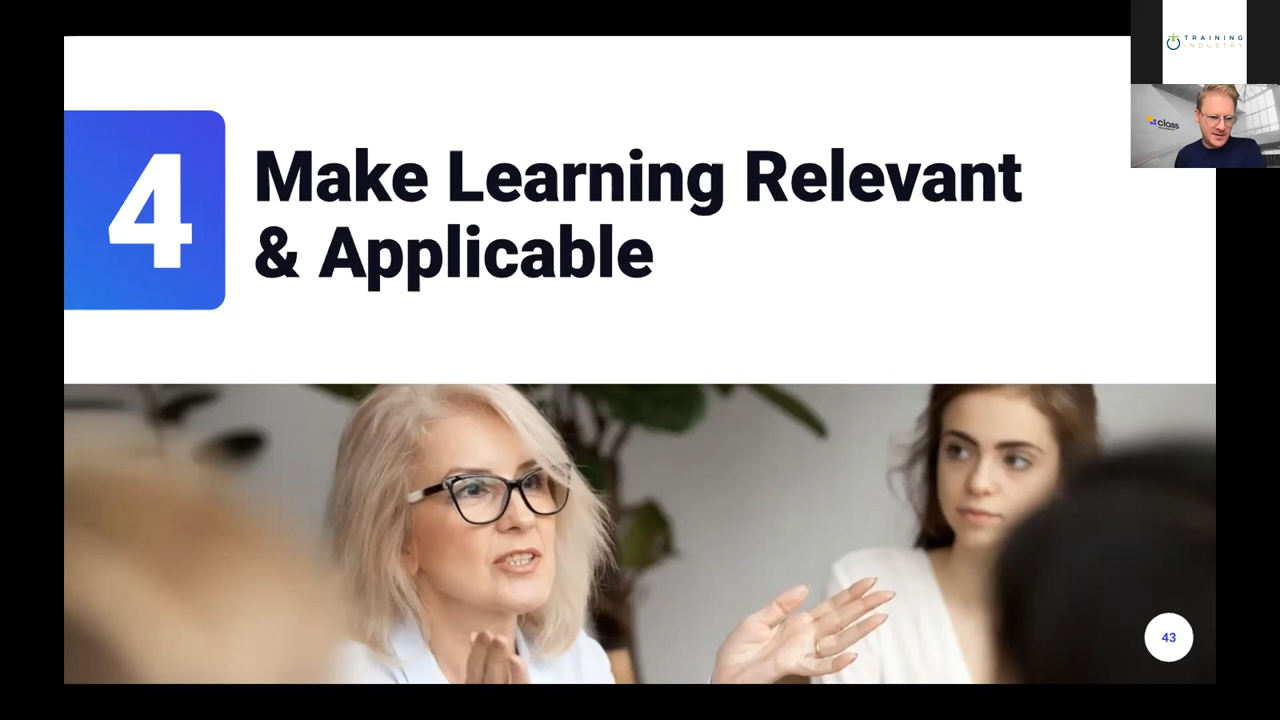 TRAINING
INDUSTRY
class
4
Make Learning Relevant
& Applicable
43